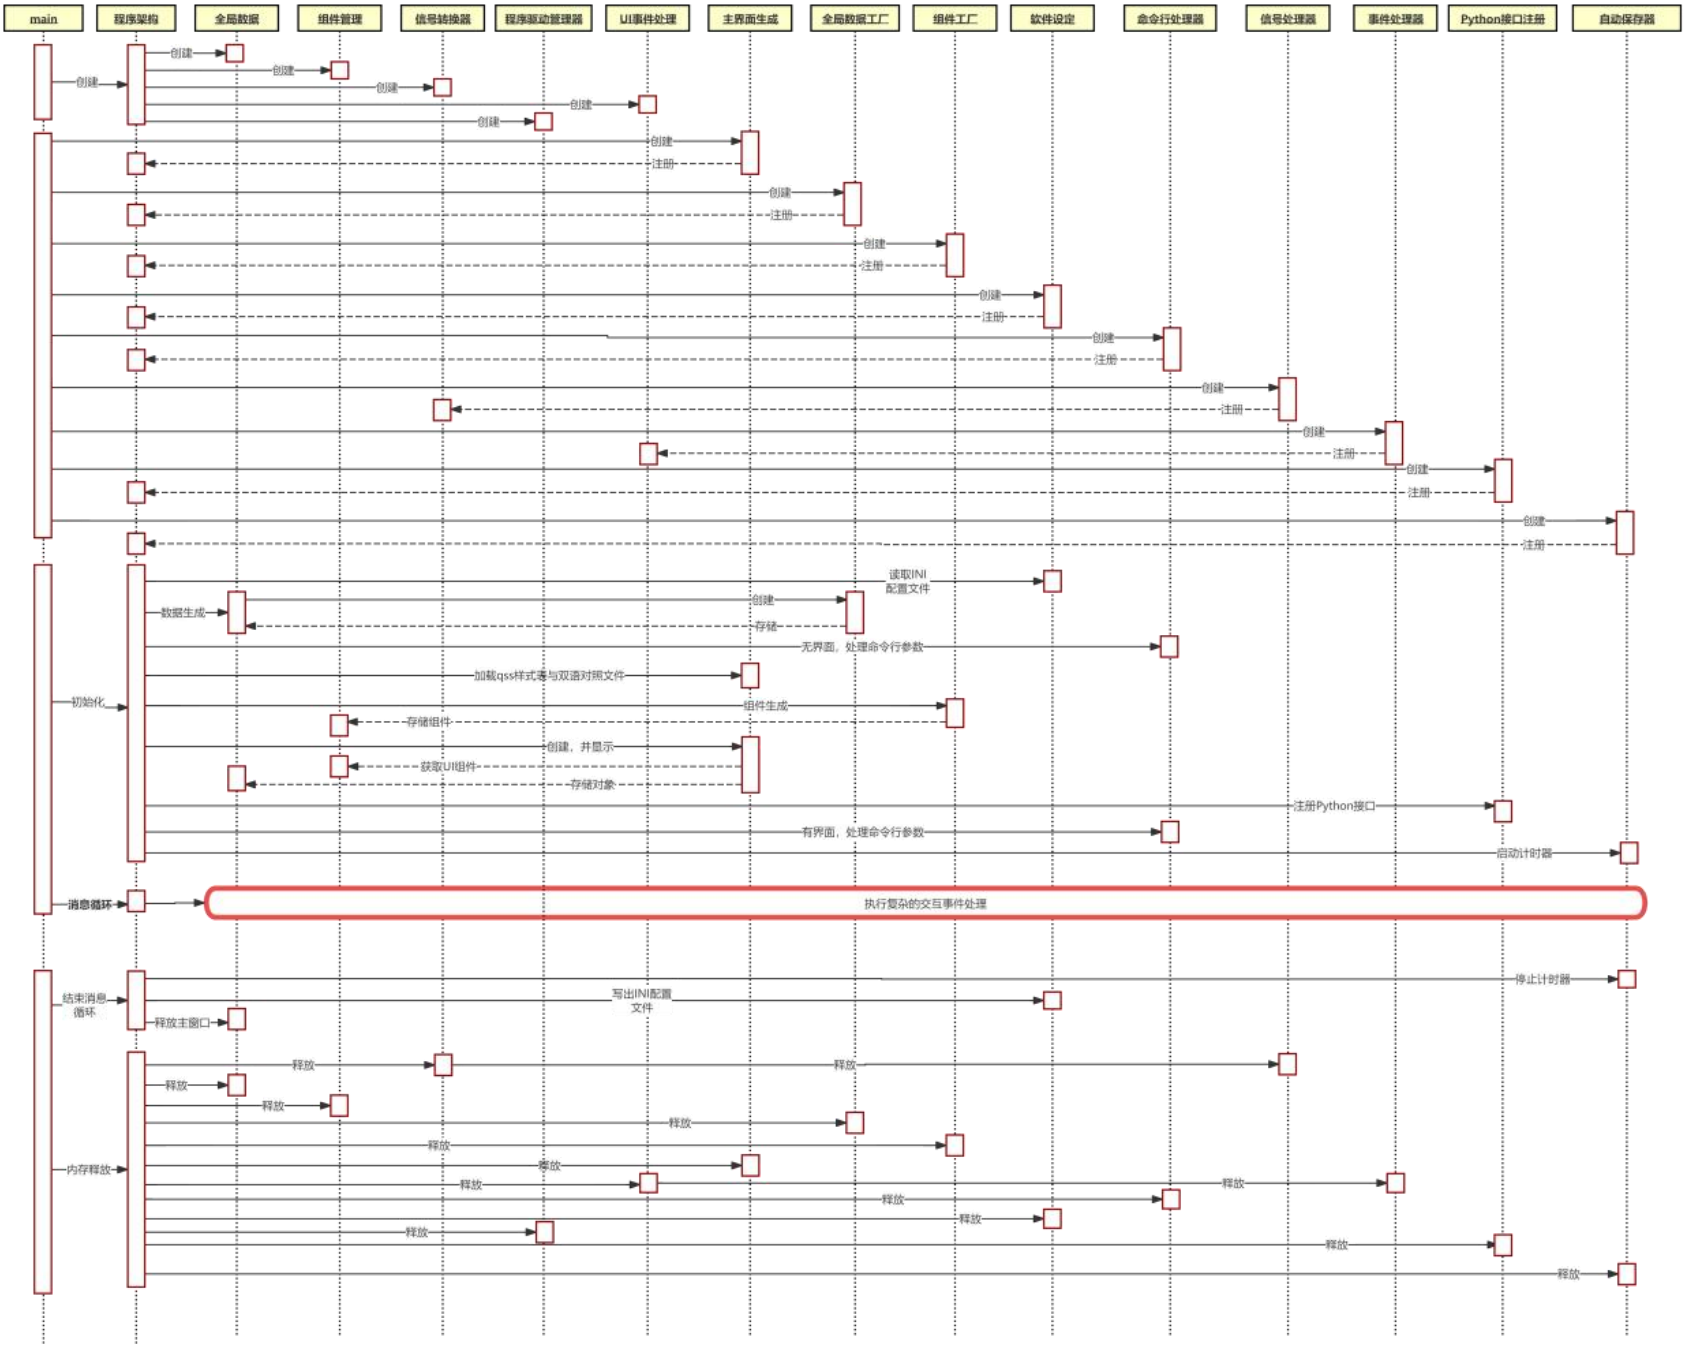 main
程序架构
全局数据
组件管理
信号转换器
程序驱动管理器
UI事件处理
主界面生成
全局数据工厂
组件工厂
软件设定
命令行处理器
信号处理器
事件处理器
Python接口注册
自动保存器
创建
创建
创建
创建
创建
创建
创建
注册
创建
注册
创建
注册
创建
注册
创建
注册
创建
注册
创建
注册
创建
注册
创建
注册
读取INI
配置文件
创建
数据生成
存储
无界面，处理命令行参数
加载qss样式表与双语对照文件
初始化
组件生成
存储组件
创建，并显示
获取UI组件
存储对象
注册Python接口
有界面，处理命令行参数
启动计时器
消息循环
执行复杂的交互事件处理
停止计时器
结束消息
循环
写出INI配置
文件
释放主窗口
释放
释放
释放
释放
释放
释放
释放
内存释放
释放
释放
释放
释放
释放
释放
释放